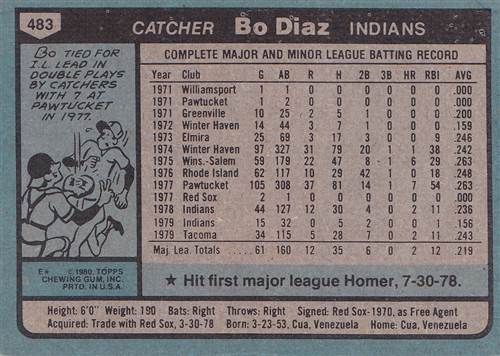 483
CATCHER Bo Diaz INDIANS
BO TIED FOR
I.L. LEAD IN
DOUBLE PLAYS
BY CATCHERS
WITH 7 AT
PAWTUCKET
IN 1977.
COMPLETE MAJOR AND MINOR LEAGUE BATTING RECORD
Year Club G AB R H 2B 3B HR RBI AVG
1971 Williamsport 1 1 0 0 0 0 0 0 .000
1971 Pawtucket 1 2 0 0 0 0 0 0 .000
1971 Greenville 10 25 2 5 0 0 0 1 .200
1972 Winter Haven 14 44 3 7 1 0 0 1 .159
1973 Elmira 25 69 3 17 3 0 0 9 .246
1974 Winter Haven 97 327 31 79 20 1 1 38 .242
1975 Wins.-Salem 59 179 22 47 8 1 6 29 .263
1976 Rhode Island 62 170 16 42 10 0 1 18 .248
1977 Pawtucket 105 308 37 81 14 1 7 54 .263
1977 Red Sox 2 1 0 0 0 0 0 0 .000
1978 Indians 44 127 12 30 4 0 2 11 .236
1979 Indians 15 32 0 5 2 0 0 1 .156
1979 Tacoma 34 115 5 28 4 0 2 13 .243
Maj. Lea. Totals 61 160 12 35 6 0 2 12 .219
★ Hit first major league Homer, 7-30-78.
E★ ©1980, TOPPS
CHEWING GUM, INC.
PRTD. IN U.S.A.
Height: 6'0" Weight: 190 Bats: Right Throws: Right Signed: Red Sox-1970, as Free Agent
Acquired: Trade with Red Sox, 3-30-78 Born: 3-23-53, Cua, Venezuela Home: Cua, Venezuela